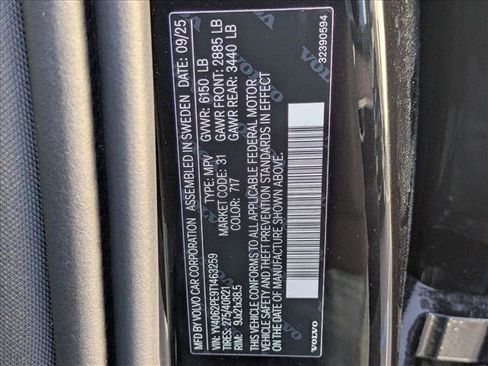 MFD BY VOLVO CAR CORPORATION ASSEMBLED IN SWEDEN DATE: 09/25
GVWR: 6150 LB
GAWR FRONT: 2885 LB
GAWR REAR: 3440 LB
VIN: YV4062PE9T1463259 TYPE: MPV
TIRES: 275/40R21 MARKET CODE: 31
RIM: 9Jx21x38.5 COLOR: 717
THIS VEHICLE CONFORMS TO ALL APPLICABLE FEDERAL MOTOR
VEHICLE SAFETY AND THEFT PREVENTION STANDARDS IN EFFECT
ON THE DATE OF MANUFACTURE SHOWN ABOVE.
VOLVO
32390594